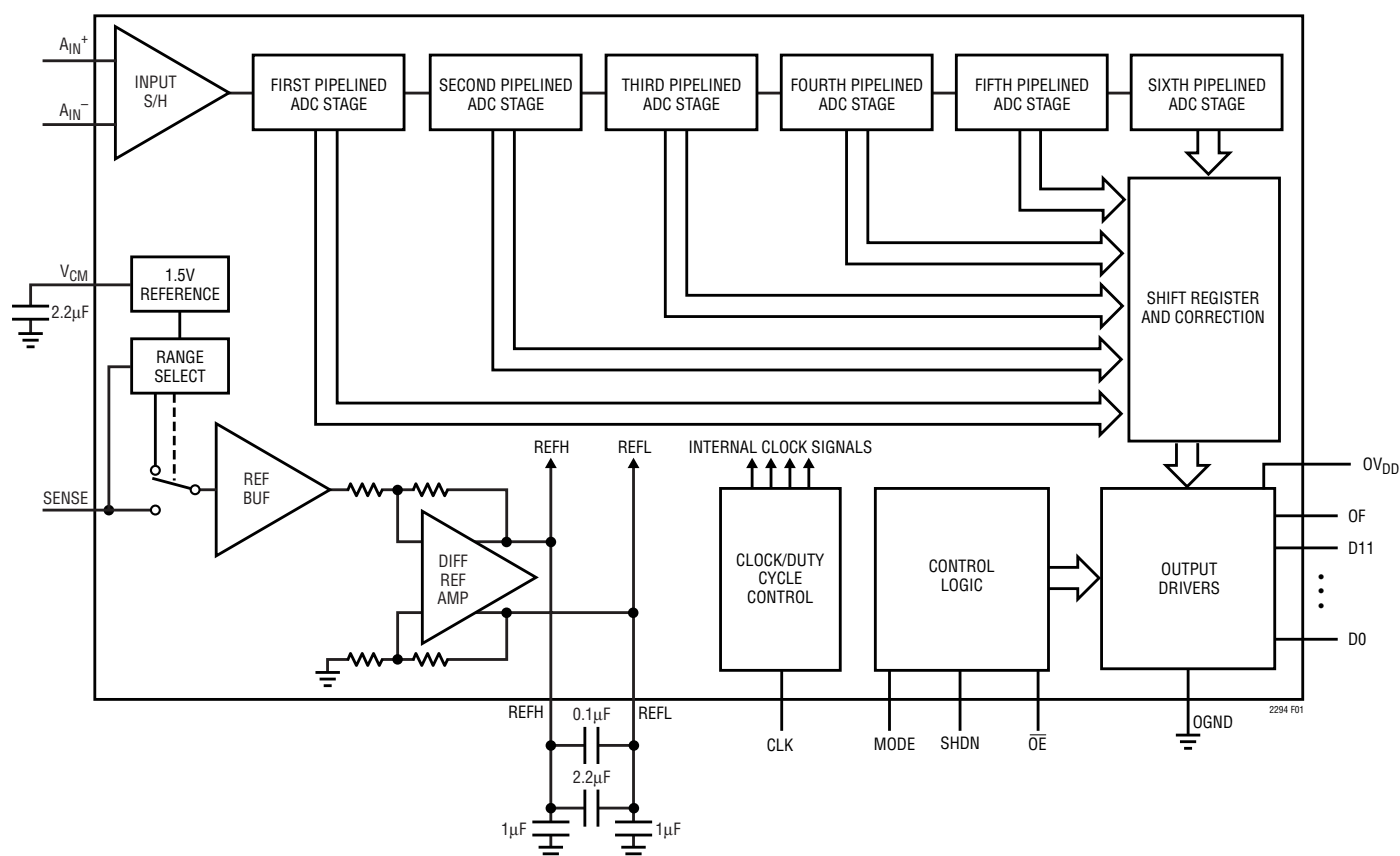 AIN+
AIN–
INPUT
S/H
FIRST PIPELINED
ADC STAGE
SECOND PIPELINED
ADC STAGE
THIRD PIPELINED
ADC STAGE
FOURTH PIPELINED
ADC STAGE
FIFTH PIPELINED
ADC STAGE
SIXTH PIPELINED
ADC STAGE
SHIFT REGISTER
AND CORRECTION
VCM
2.2µF
1.5V
REFERENCE
RANGE
SELECT
SENSE
REF
BUF
DIFF
REF
AMP
REFH
REFL
INTERNAL CLOCK SIGNALS
CLOCK/DUTY
CYCLE
CONTROL
CONTROL
LOGIC
OUTPUT
DRIVERS
OVDD
OF
D11
•
•
•
D0
REFH
0.1µF
REFL
2.2µF
1µF
1µF
CLK
MODE
SHDN
O̅E̅
OGND
2294 F01